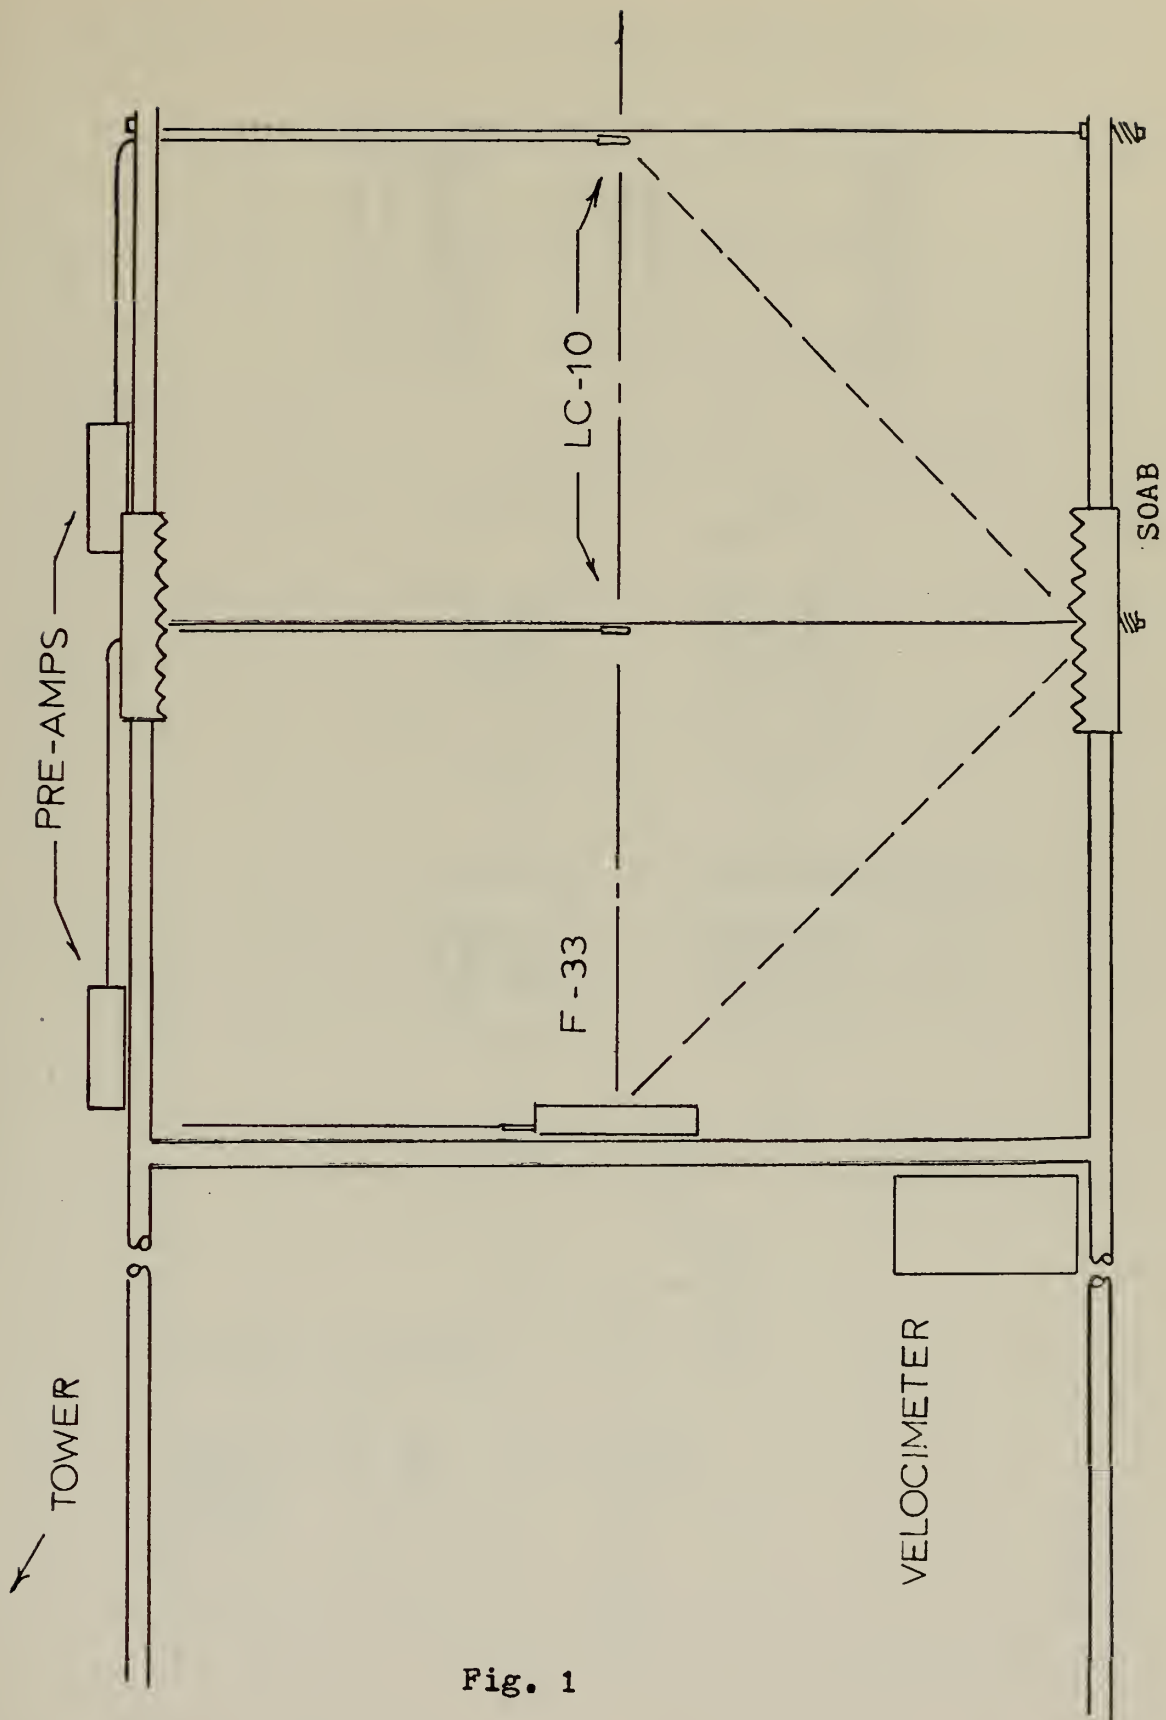 TOWER
PRE-AMPS
LC-10
F-33
VELOCIMETER
SOAB
Fig. 1